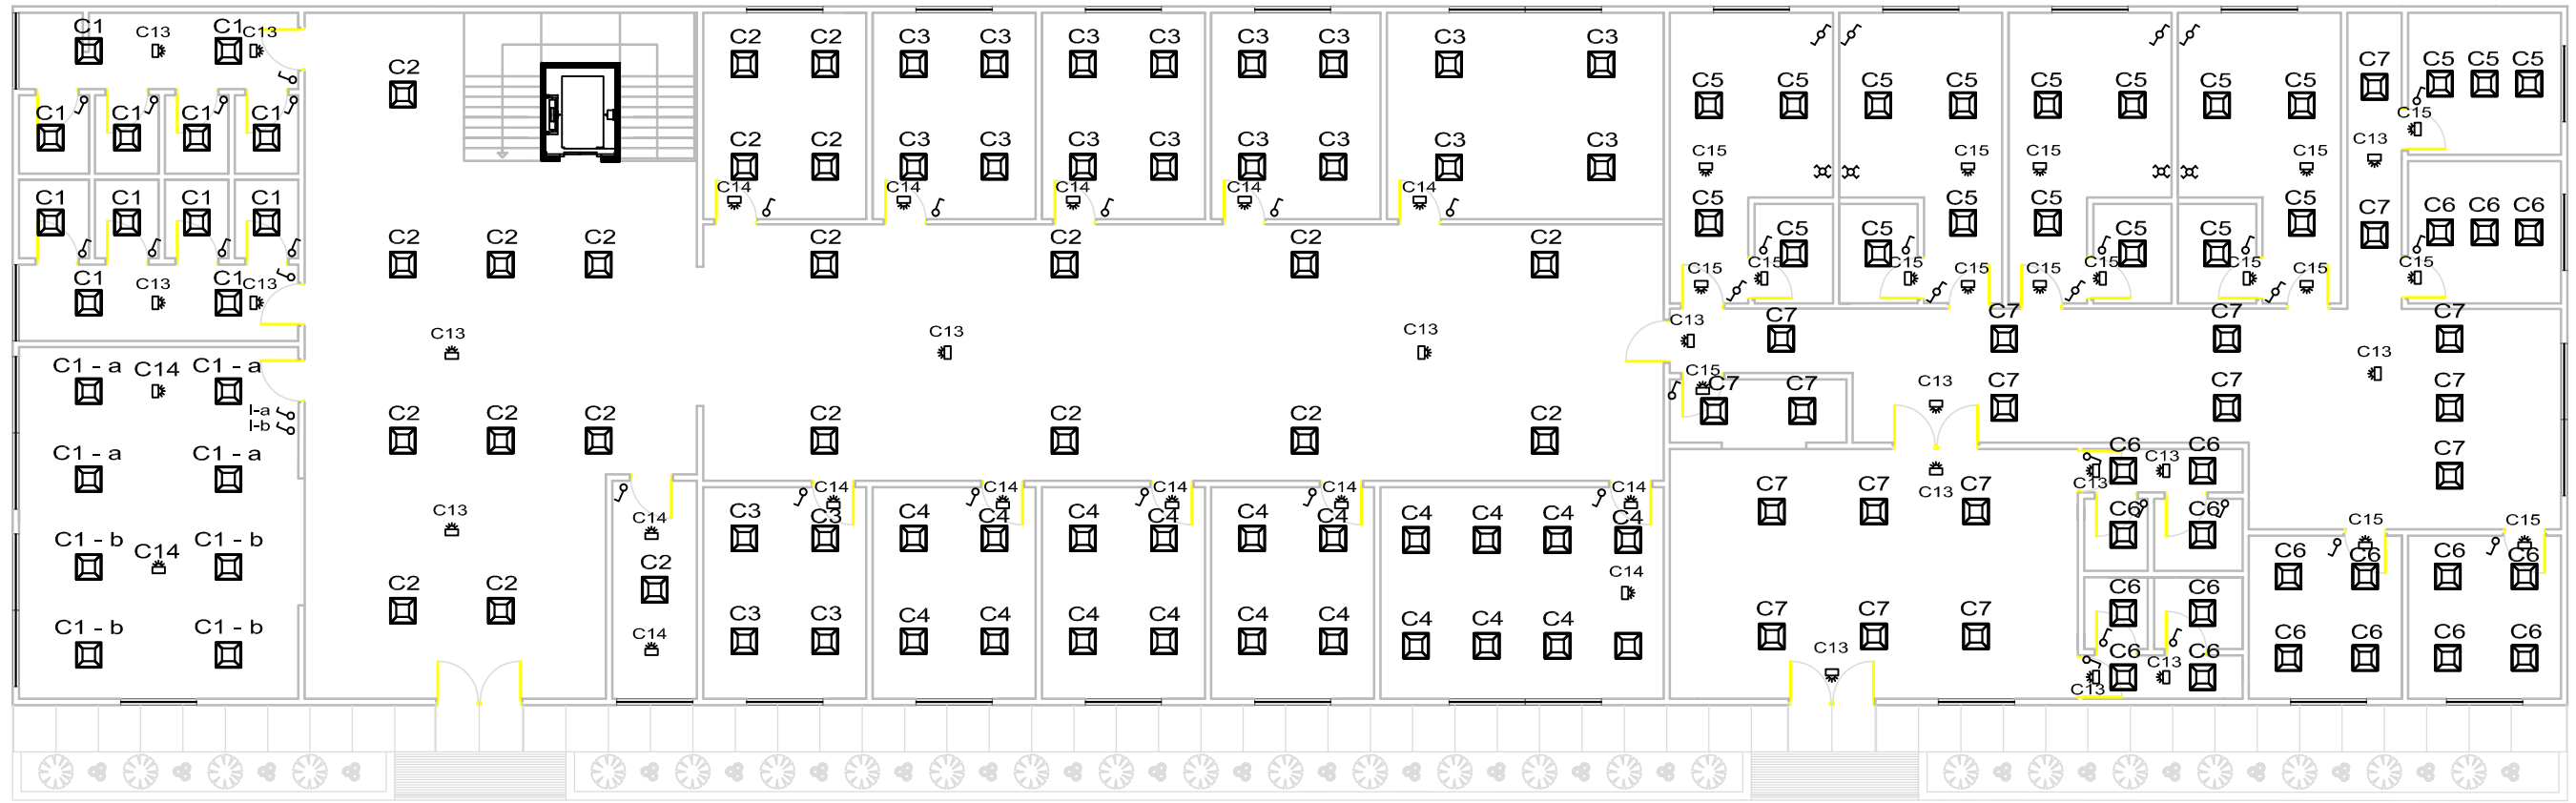 C1 C13 C1 C13
C2
C2 C2 C3 C3 C3 C3 C3 C3 C3 C3
C5 C5 C5 C5 C5 C5 C5 C5
C7 C5 C5 C5
C1 C1 C1 C1
C2 C2 C3 C3 C3 C3 C3 C3 C3 C3
C15
C13
C15 C15 C15 C15
C14 C14 C14 C14 C14
C1 C1 C1 C1
C5 C5 C5 C5
C7 C6 C6 C6
C5 C5 C5 C5
C2 C2 C2 C2 C2 C2 C2
C1 C13 C1 C13
C15 C15 C15 C15 C15 C15 C15 C15 C15
C13 C13 C13 C13
C7 C7 C7 C7
C13
C1 - a C14 C1 - a
C15 C7 C7 C13 C7 C7 C7
I-a
I-b
C2 C2 C2 C2 C2 C2 C2
C1 - a C1 - a
C6 C13 C6
C13 C13
C7
C14 C14 C14 C14 C14
C7 C7 C7
C13 C14
C3 C3 C4 C4 C4 C4 C4 C4 C4 C4 C4 C4
C6 C6
C15 C15
C1 - b C14 C1 - b
C2
C6 C6 C6 C6
C14
C2 C2
C6 C6
C1 - b C1 - b
C14
C3 C3 C4 C4 C4 C4 C4 C4 C4 C4 C4
C7 C7 C7
C13
C6 C13 C6
C13
C6 C6 C6 C6